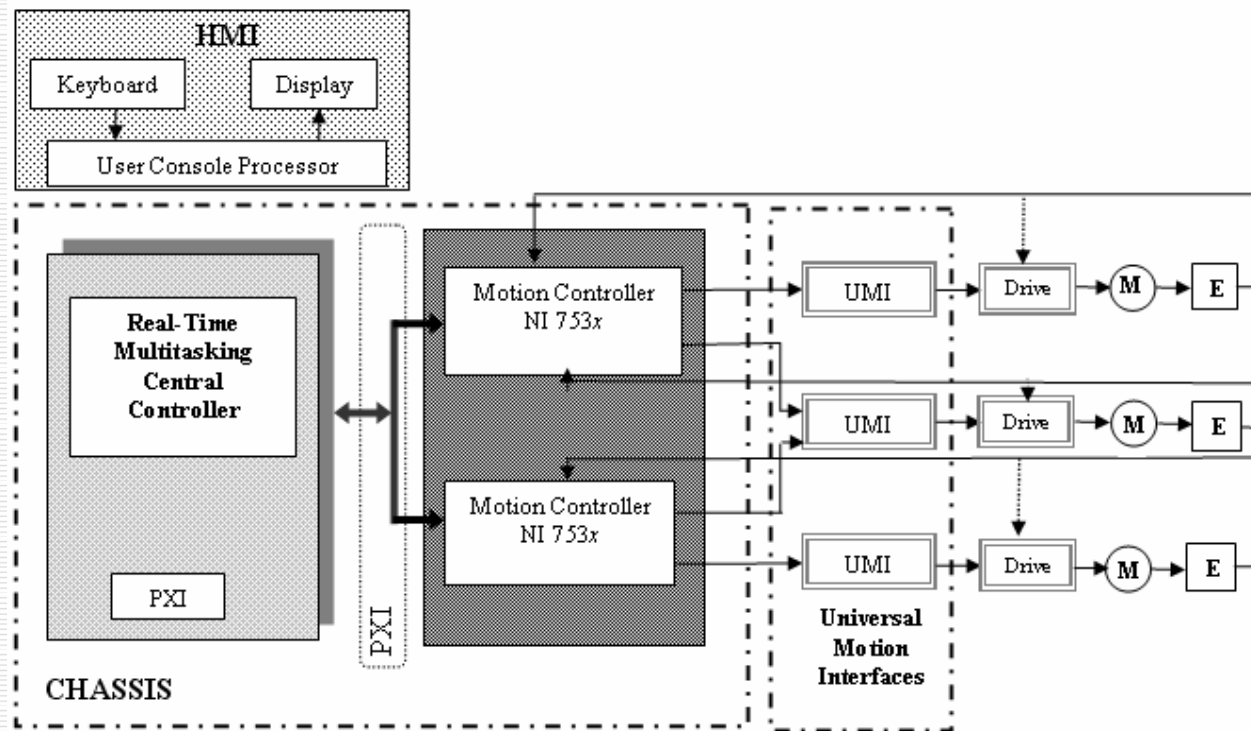 HMI
Keyboard
Display
User Console Processor
Real-Time
Multitasking
Central
Controller
PXI
CHASSIS
PXI
Motion Controller
NI 753x
Motion Controller
NI 753x
UMI
Drive
M
E
UMI
Drive
M
E
UMI
Drive
M
E
Universal
Motion
Interfaces